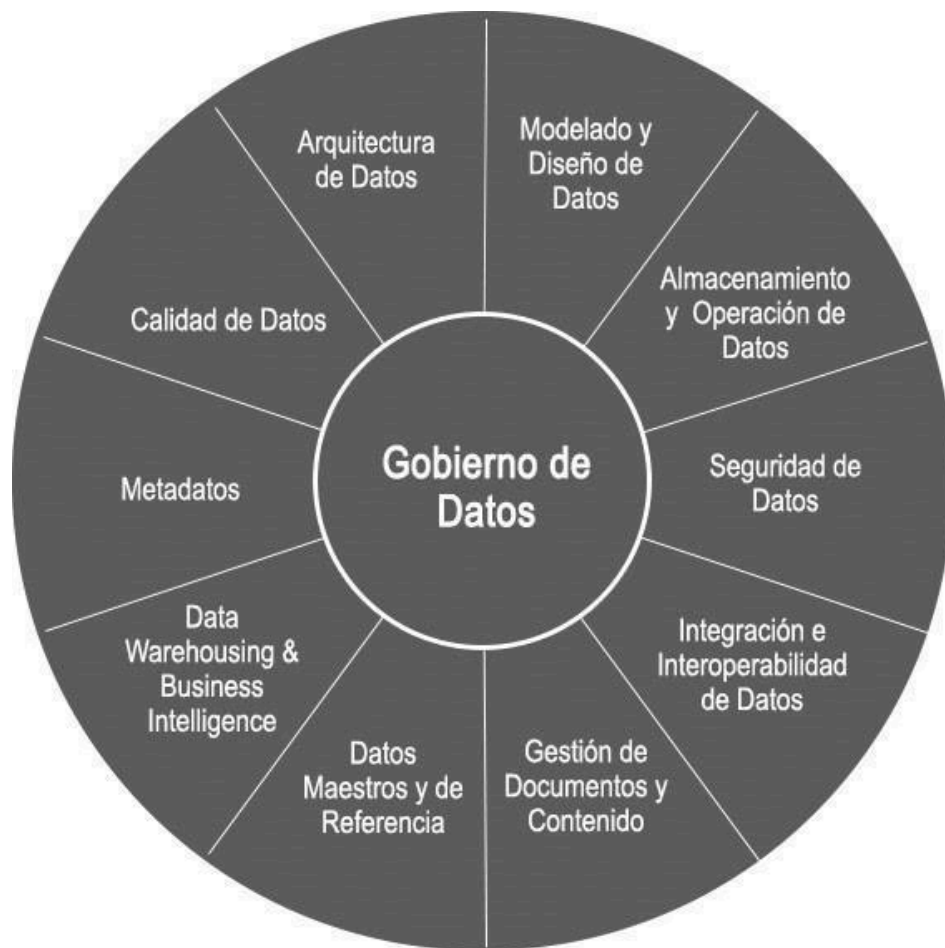 Arquitectura
de Datos
Modelado y
Diseño de
Datos
Almacenamiento
y Operación de
Datos
Seguridad de
Datos
Integración e
Interoperabilidad
de Datos
Gestión de
Documentos y
Contenido
Datos
Maestros y de
Referencia
Data
Warehousing &
Business
Intelligence
Metadatos
Calidad de Datos
Gobierno de
Datos